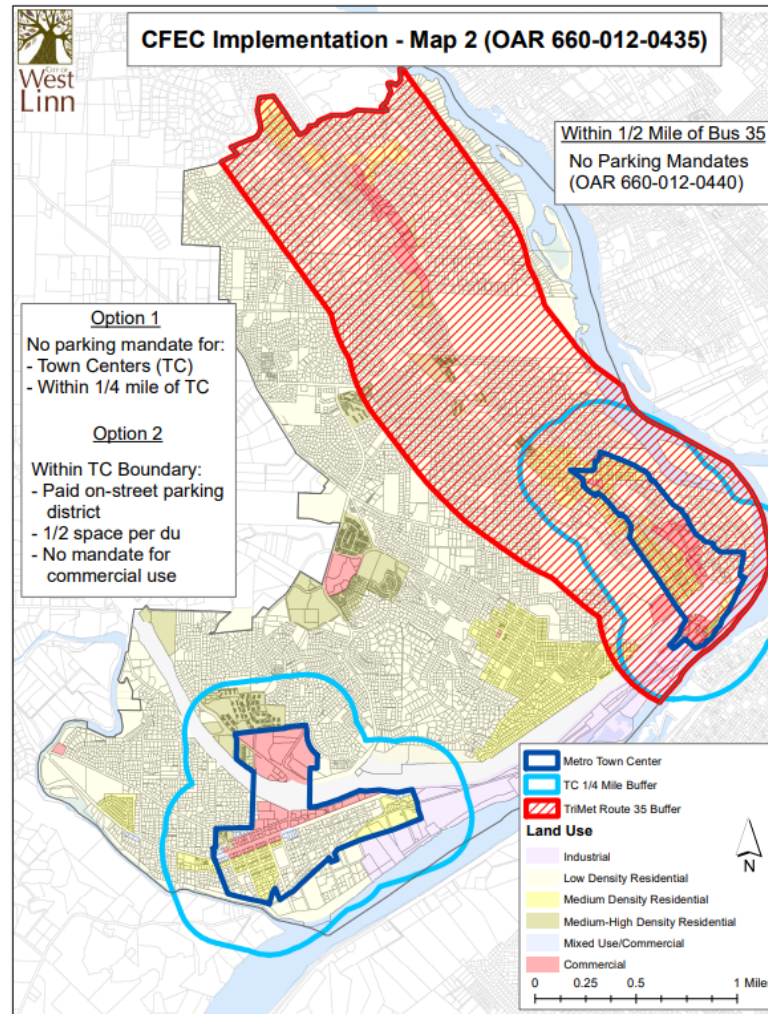 CITY OF
West
Linn
CFEC Implementation - Map 2 (OAR 660-012-0435)
Within 1/2 Mile of Bus 35
No Parking Mandates
(OAR 660-012-0440)
Option 1
No parking mandate for:
- Town Centers (TC)
- Within 1/4 mile of TC
Option 2
Within TC Boundary:
- Paid on-street parking
district
- 1/2 space per du
- No mandate for
commercial use
Metro Town Center
TC 1/4 Mile Buffer
TriMet Route 35 Buffer
Land Use
Industrial
Low Density Residential
Medium Density Residential
Medium-High Density Residential
Mixed Use/Commercial
Commercial
N
0 0.25 0.5 1 Miles